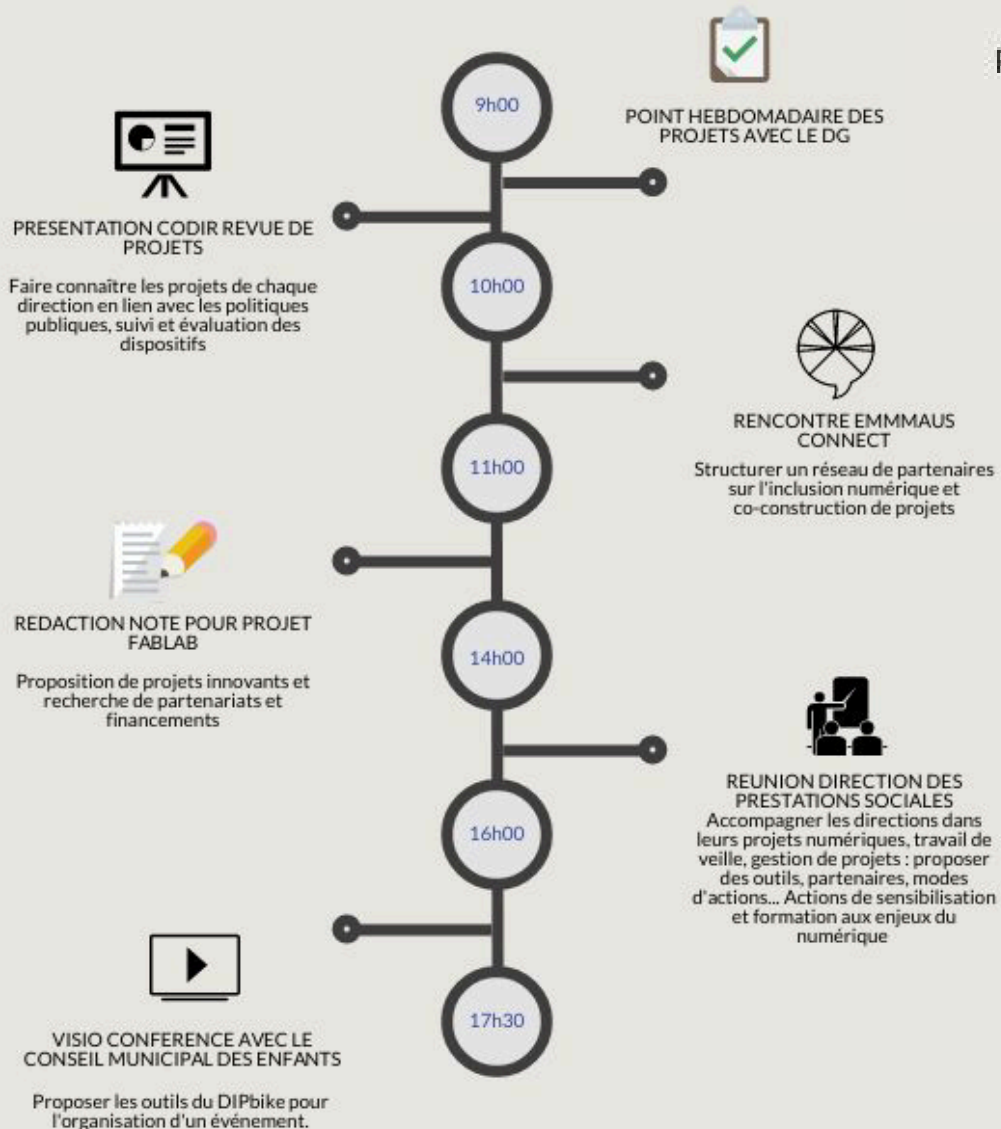 9h00
POINT HEBDOMADAIRE DES
PROJETS AVEC LE DG
PRESENTATION CODIR REVUE DE
PROJETS
Faire connaître les projets de chaque
direction en lien avec les politiques
publiques, suivi et évaluation des
dispositifs
10h00
RENCONTRE EMMMAUS
CONNECT
Structurer un réseau de partenaires
sur l'inclusion numérique et
co-construction de projets
11h00
REDACTION NOTE POUR PROJET
FABLAB
Proposition de projets innovants et
recherche de partenariats et
financements
14h00
REUNION DIRECTION DES
PRESTATIONS SOCIALES
Accompagner les directions dans
leurs projets numériques, travail de
veille, gestion de projets : proposer
des outils, partenaires, modes
d'actions... Actions de sensibilisation
et formation aux enjeux du
numérique
16h00
VISIO CONFERENCE AVEC LE
CONSEIL MUNICIPAL DES ENFANTS
Proposer les outils du DIPbike pour
l'organisation d'un événement.
17h30